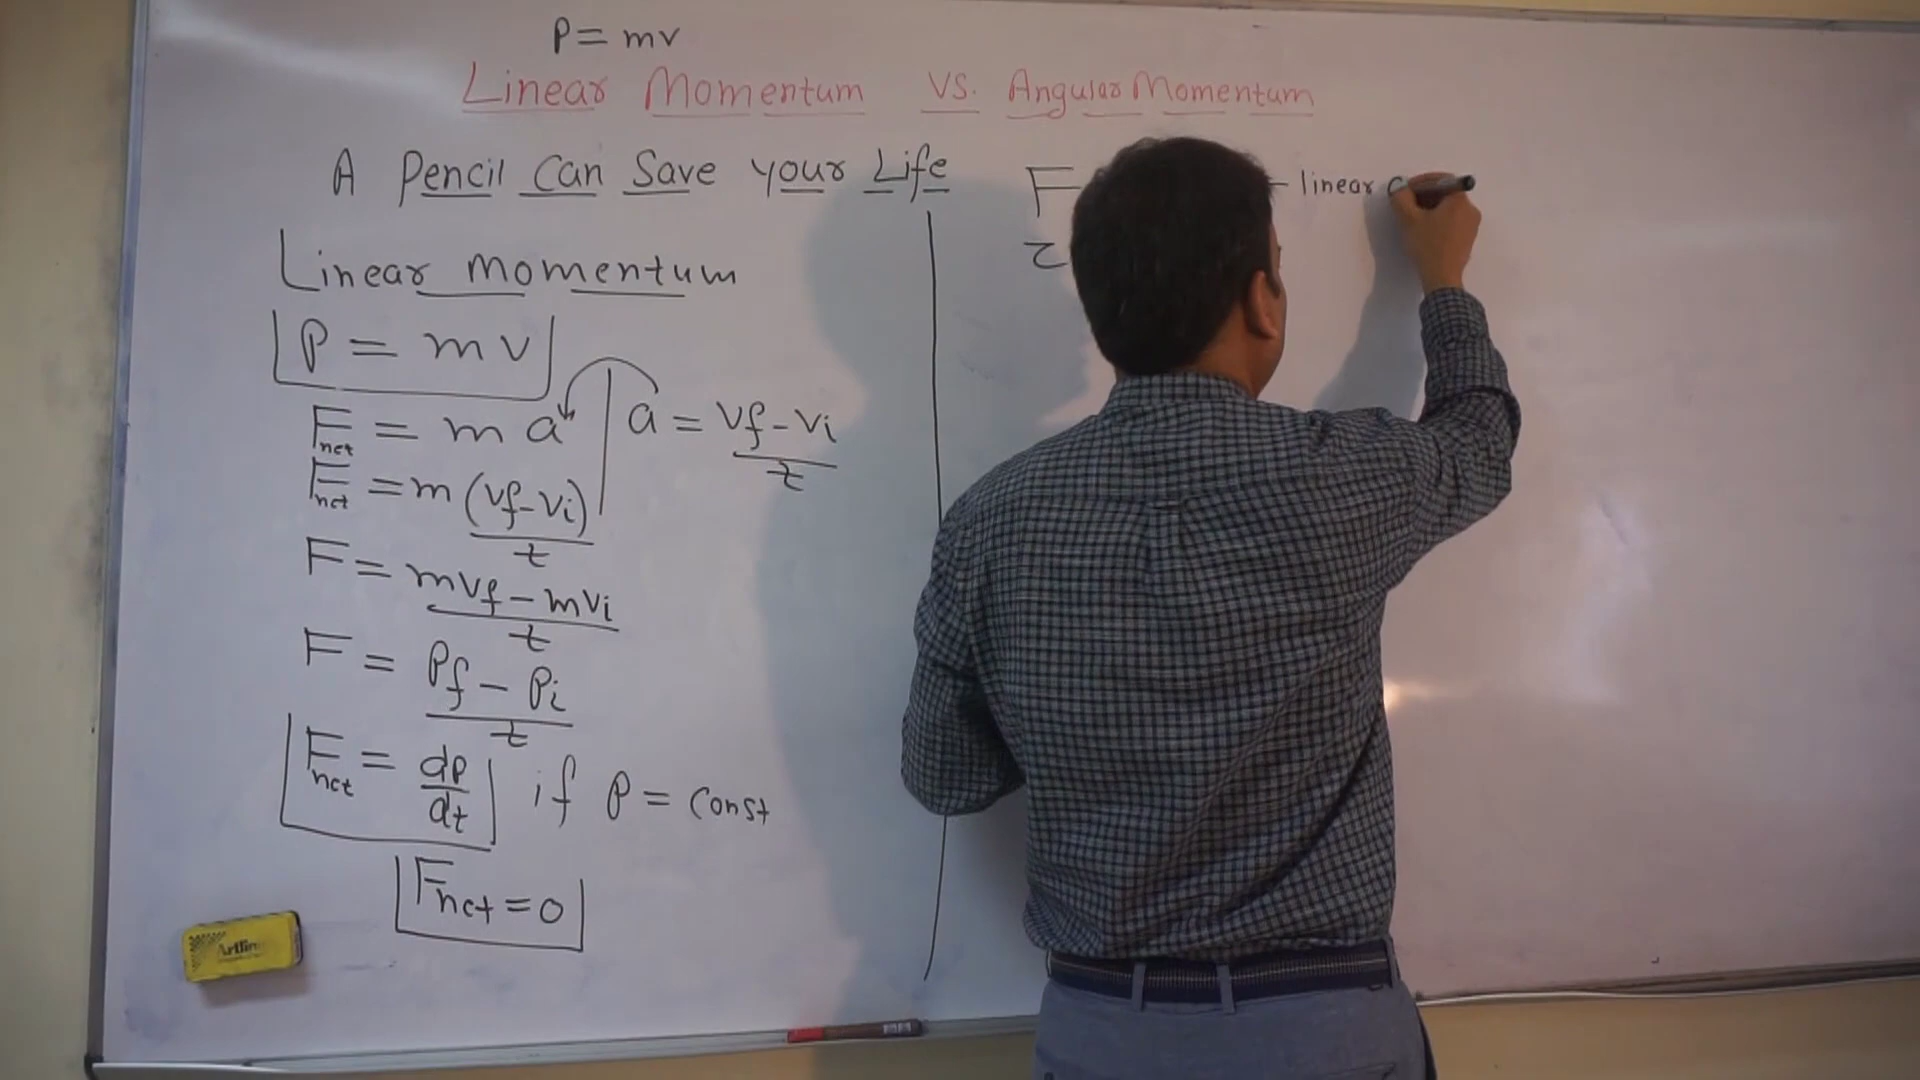 P = mv
Linear Momentum VS. Angular Momentum
A Pencil Can Save your Life
Linear momentum
P = mv
Fnet = ma
a = vf-vi/t
Fnet = m(vf-vi)/t
F = mvf - mvi/t
F = Pf - Pi/t
Fnet = dp/dt if P = Const
Fnet = 0
F - linear
τ
Artline